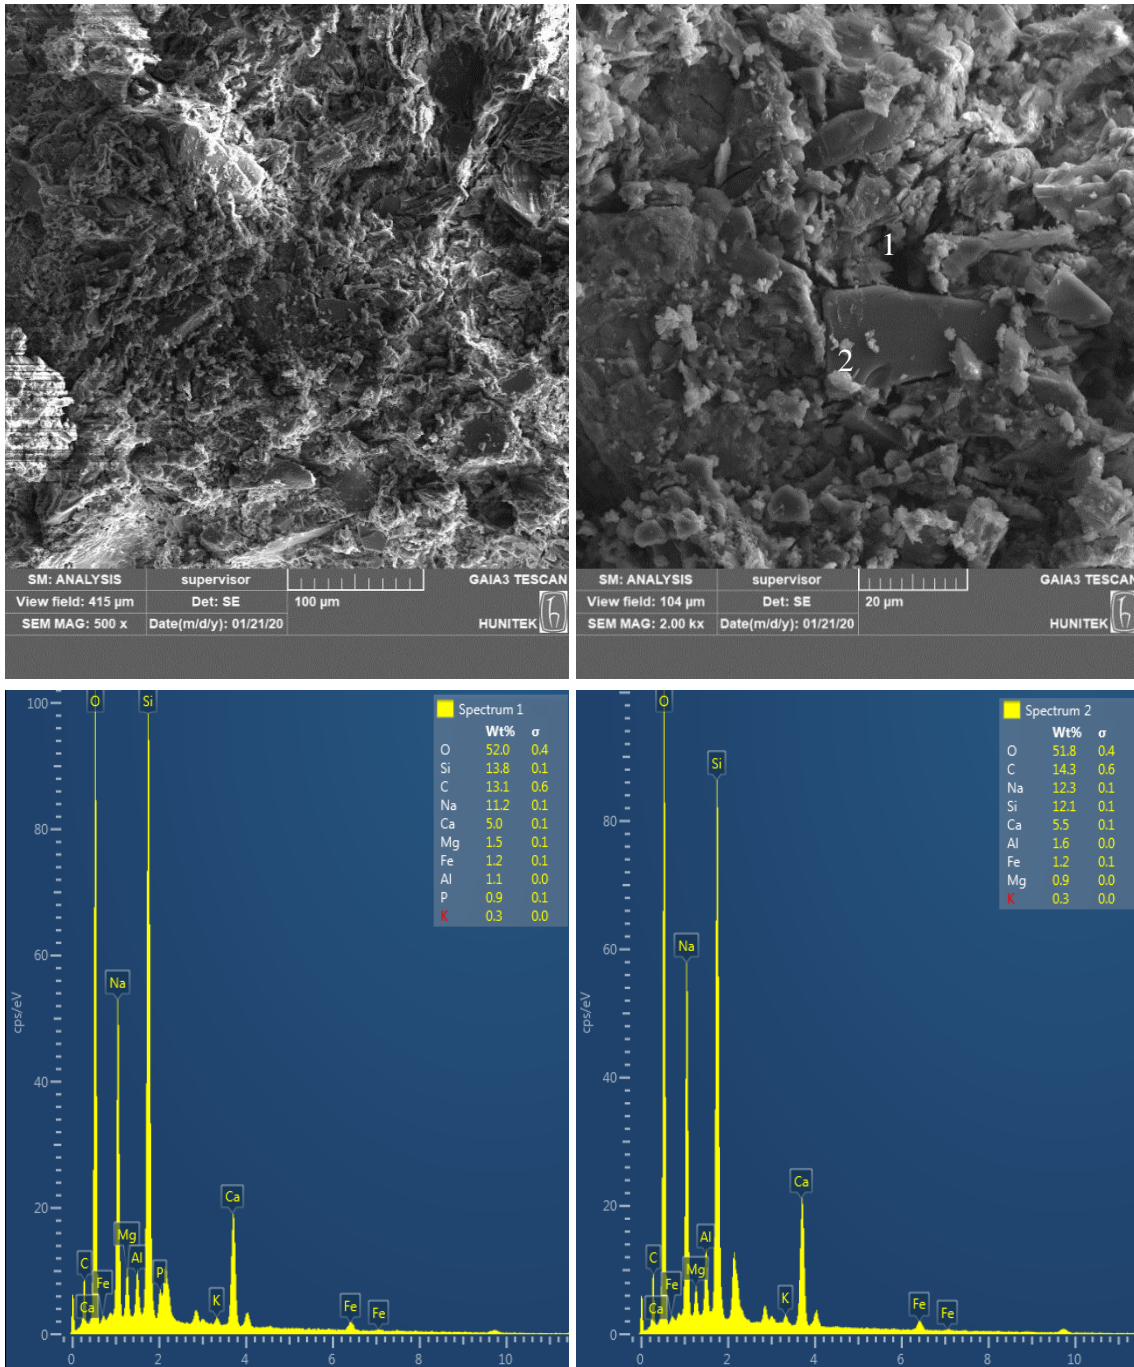 1
2
SM: ANALYSIS supervisor GAIA3 TESCAN
View field: 415 µm Det: SE 100 µm
SEM MAG: 500 x Date(m/d/y): 01/21/20 HUNITEK
SM: ANALYSIS supervisor GAIA3 TESCAN
View field: 104 µm Det: SE 20 µm
SEM MAG: 2.00 kx Date(m/d/y): 01/21/20 HUNITEK
Spectrum 1
Wt% σ
O 52.0 0.4
Si 13.8 0.1
C 13.1 0.6
Na 11.2 0.1
Ca 5.0 0.1
Mg 1.5 0.1
Fe 1.2 0.1
Al 1.1 0.0
P 0.9 0.1
K 0.3 0.0
100
80
60
40
20
0
cps/eV
O Si
Na
Ca
Mg
Al
C
P
Fe
Ca
K
Fe
Fe
0 2 4 6 8 10
Spectrum 2
Wt% σ
O 51.8 0.4
C 14.3 0.6
Na 12.3 0.1
Si 12.1 0.1
Ca 5.5 0.1
Al 1.6 0.0
Fe 1.2 0.1
Mg 0.9 0.0
K 0.3 0.0
80
60
40
20
0
cps/eV
O
Si
Na
Ca
Al
C
Mg
Fe
Ca
K
Fe
Fe
0 2 4 6 8 10